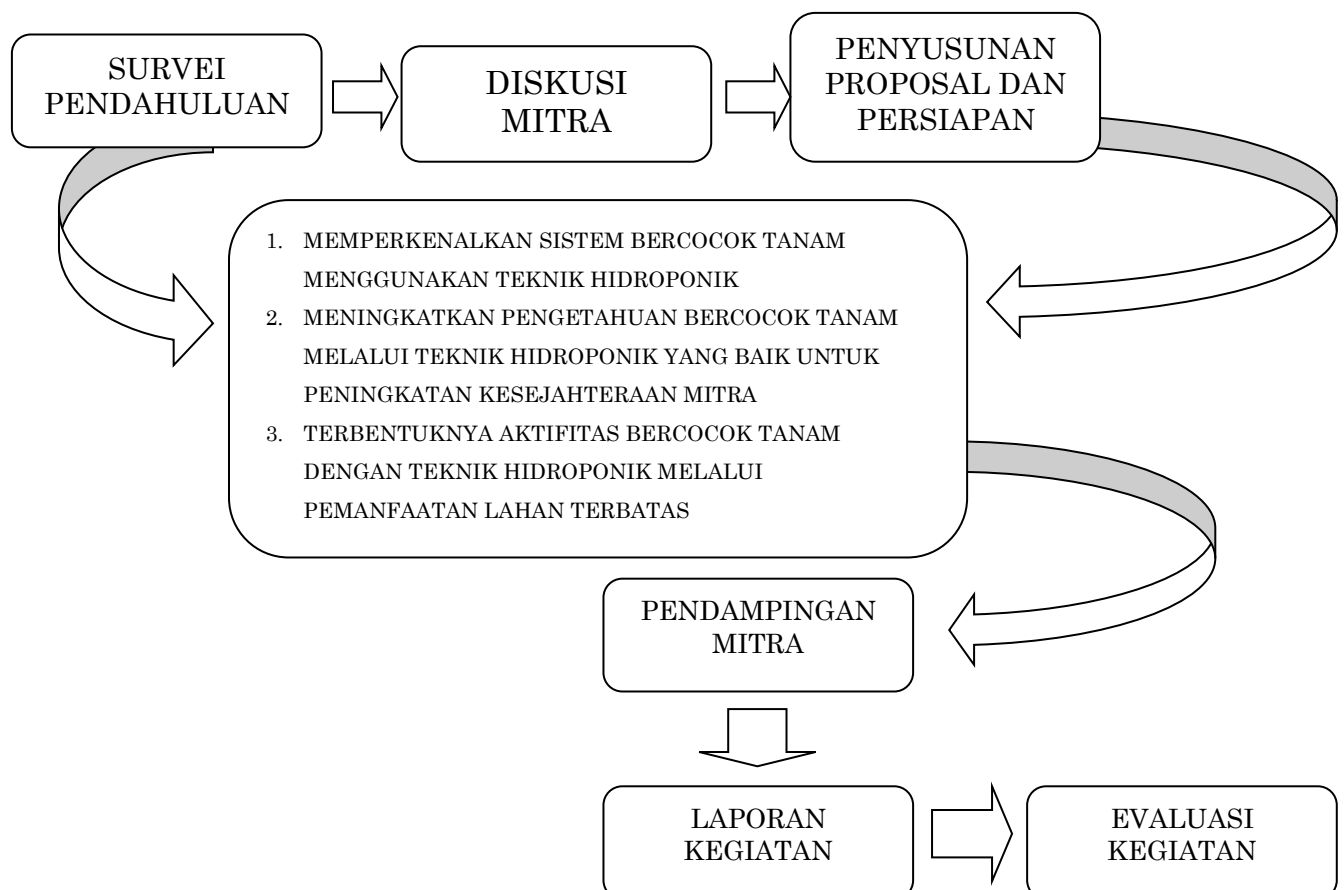 SURVEI
PENDAHULUAN
DISKUSI
MITRA
PENYUSUNAN
PROPOSAL DAN
PERSIAPAN
1. MEMPERKENALKAN SISTEM BERCOCOK TANAM
MENGGUNAKAN TEKNIK HIDROPONIK
2. MENINGKATKAN PENGETAHUAN BERCOCOK TANAM
MELALUI TEKNIK HIDROPONIK YANG BAIK UNTUK
PENINGKATAN KESEJAHTERAAN MITRA
3. TERBENTUKNYA AKTIFITAS BERCOCOK TANAM
DENGAN TEKNIK HIDROPONIK MELALUI
PEMANFAATAN LAHAN TERBATAS
PENDAMPINGAN
MITRA
LAPORAN
KEGIATAN
EVALUASI
KEGIATAN